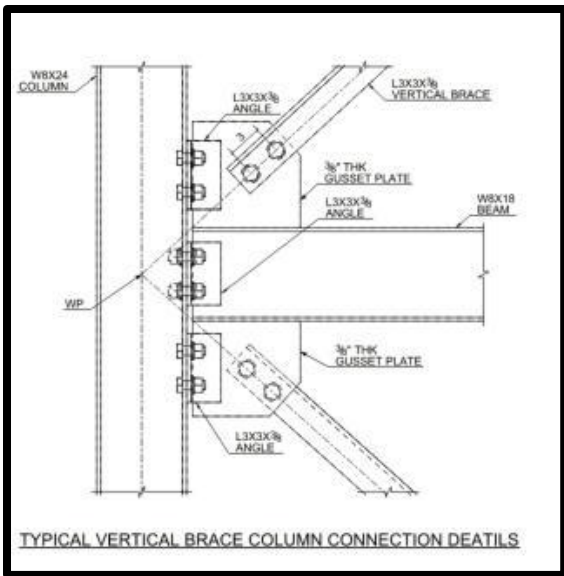 W8X24
COLUMN
L3X3X⅜
ANGLE
L3X3X⅜
VERTICAL BRACE
3
⅜" THK
GUSSET PLATE
L3X3X⅜
ANGLE
W8X18
BEAM
WP
⅜" THK
GUSSET PLATE
L3X3X⅜
ANGLE
TYPICAL VERTICAL BRACE COLUMN CONNECTION DEATILS